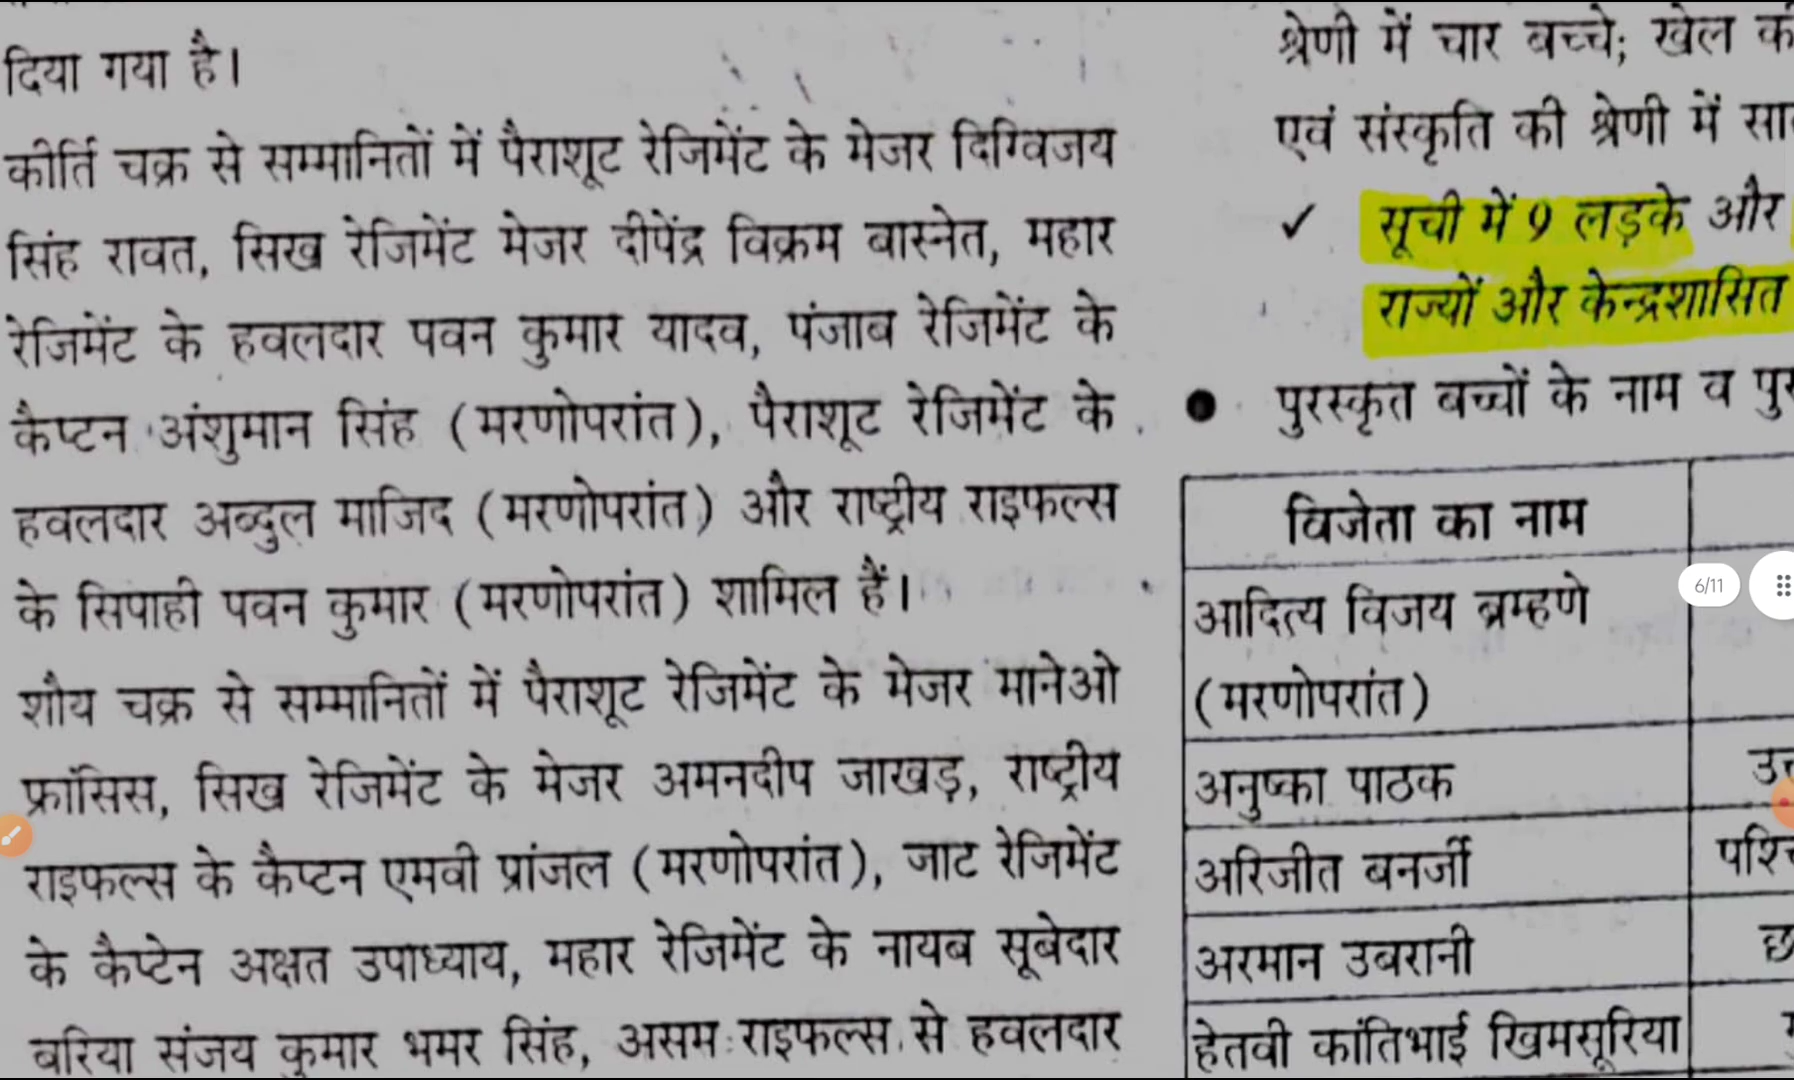 दिया गया है।
कीर्ति चक्र से सम्मानितों में पैराशूट रेजिमेंट के मेजर दिग्विजय
सिंह रावत, सिख रेजिमेंट मेजर दीपेंद्र विक्रम बास्नेत, महार
रेजिमेंट के हवलदार पवन कुमार यादव, पंजाब रेजिमेंट के
कैप्टन अंशुमान सिंह (मरणोपरांत), पैराशूट रेजिमेंट के
हवलदार अब्दुल माजिद (मरणोपरांत) और राष्ट्रीय राइफल्स
के सिपाही पवन कुमार (मरणोपरांत) शामिल हैं।
शौय चक्र से सम्मानितों में पैराशूट रेजिमेंट के मेजर मानेओ
फ्रांसिस, सिख रेजिमेंट के मेजर अमनदीप जाखड़, राष्ट्रीय
राइफल्स के कैप्टन एमवी प्रांजल (मरणोपरांत), जाट रेजिमेंट
के कैप्टेन अक्षत उपाध्याय, महार रेजिमेंट के नायब सूबेदार
बरिया संजय कुमार भमर सिंह, असम राइफल्स से हवलदार
श्रेणी में चार बच्चे; खेल
एवं संस्कृति की श्रेणी में
✓ सूची में 9 लड़के और
राज्यों और केन्द्रशासित
● पुरस्कृत बच्चों के नाम व
विजेता का नाम
आदित्य विजय ब्रम्हणे
(मरणोपरांत)
अनुष्का पाठक
अरिजीत बनर्जी
अरमान उबरानी
हेतवी कांतिभाई खिमसूरिया
6/11